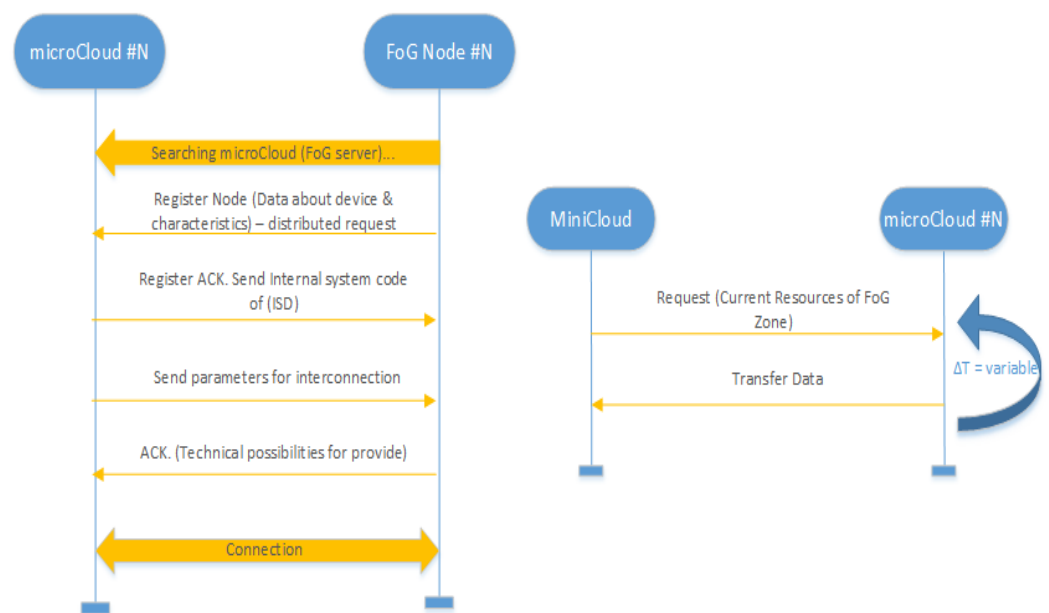 microCloud #N
FoG Node #N
Searching microCloud (FoG server)...
Register Node (Data about device &
characteristics) – distributed request
Register ACK. Send Internal system code
of (ISD)
Send parameters for interconnection
ACK. (Technical possibilities for provide)
Connection
MiniCloud
microCloud #N
Request (Current Resources of FoG
Zone)
ΔT = variable
Transfer Data